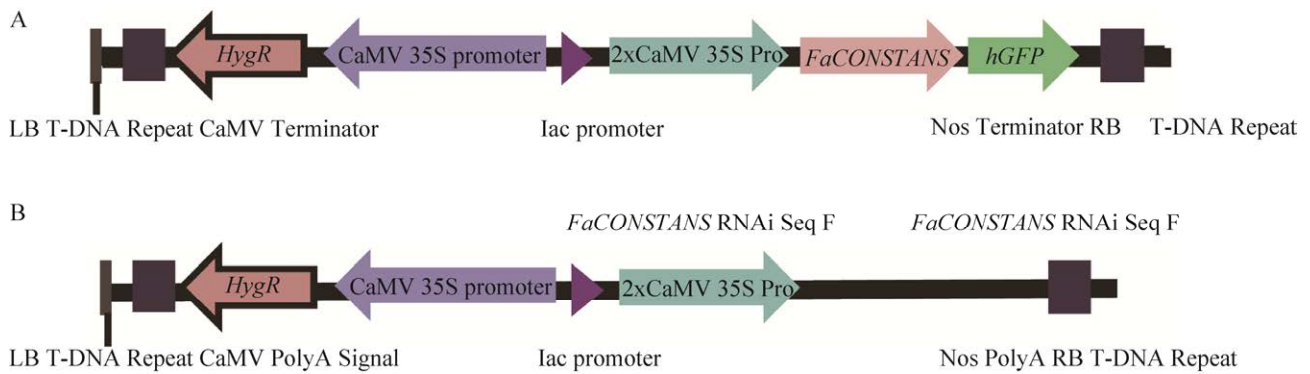 A
HygR CaMV 35S promoter 2xCaMV 35S Pro FaCONSTANS hGFP
LB T-DNA Repeat CaMV Terminator Iac promoter Nos Terminator RB T-DNA Repeat
B
FaCONSTANS RNAi Seq F FaCONSTANS RNAi Seq F
HygR CaMV 35S promoter 2xCaMV 35S Pro
LB T-DNA Repeat CaMV PolyA Signal Iac promoter Nos PolyA RB T-DNA Repeat